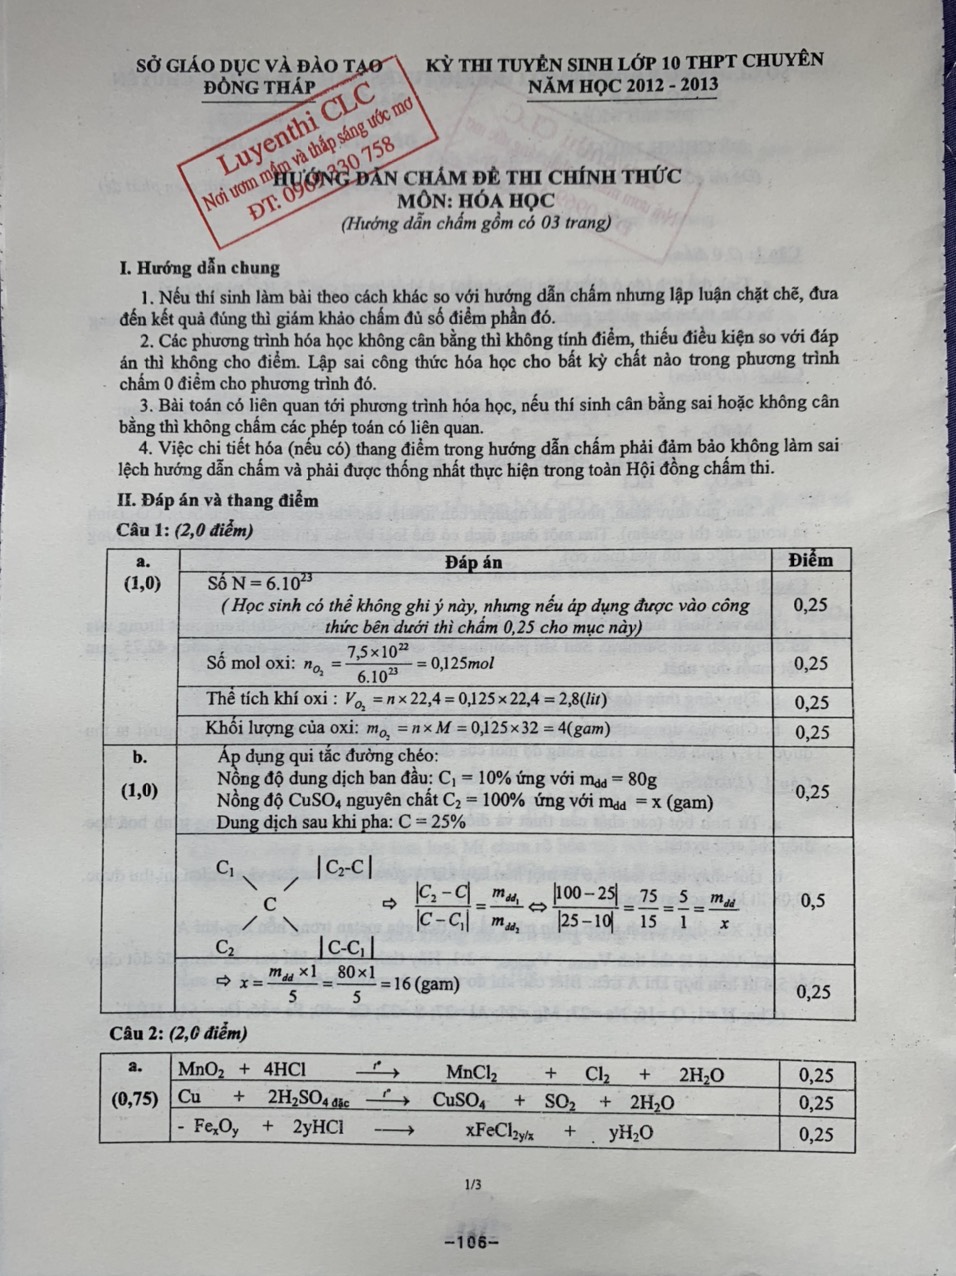 SỞ GIÁO DỤC VÀ ĐÀO TẠO
ĐỒNG THÁP
KỲ THI TUYỂN SINH LỚP 10 THPT CHUYÊN
NĂM HỌC 2012 - 2013
Luyenthi CLC
Nơi ươm mầm và thắp sáng ước mơ
ĐT: 0969 330 758
HƯỚNG DẪN CHẤM ĐỀ THI CHÍNH THỨC
MÔN: HÓA HỌC
(Hướng dẫn chấm gồm có 03 trang)
I. Hướng dẫn chung
1. Nếu thí sinh làm bài theo cách khác so với hướng dẫn chấm nhưng lập luận chặt chẽ, đưa
đến kết quả đúng thì giám khảo chấm đủ số điểm phần đó.
2. Các phương trình hóa học không cân bằng thì không tính điểm, thiếu điều kiện so với đáp
án thì không cho điểm. Lập sai công thức hóa học cho bất kỳ chất nào trong phương trình
chấm 0 điểm cho phương trình đó.
3. Bài toán có liên quan tới phương trình hóa học, nếu thí sinh cân bằng sai hoặc không cân
bằng thì không chấm các phép toán có liên quan.
4. Việc chi tiết hóa (nếu có) thang điểm trong hướng dẫn chấm phải đảm bảo không làm sai
lệch hướng dẫn chấm và phải được thống nhất thực hiện trong toàn Hội đồng chấm thi.
II. Đáp án và thang điểm
Câu 1: (2,0 điểm)
a. Đáp án Điểm
(1,0) Số N = 6.10²³
( Học sinh có thể không ghi ý này, nhưng nếu áp dụng được vào công 0,25
thức bên dưới thì chấm 0,25 cho mục này)
Số mol oxi: n_O₂ = 7,5×10²² / 6.10²³ = 0,125mol 0,25
Thể tích khí oxi : V_O₂ = n×22,4 = 0,125×22,4 = 2,8(lit) 0,25
Khối lượng của oxi: m_O₂ = n×M = 0,125×32 = 4(gam) 0,25
b. Áp dụng qui tắc đường chéo:
Nồng độ dung dịch ban đầu: C₁ = 10% ứng với mdd = 80g
(1,0) Nồng độ CuSO₄ nguyên chất C₂ = 100% ứng với mdd = x (gam) 0,25
Dung dịch sau khi pha: C = 25%
C₁ | C₂-C |
C ⇨ |C₂ − C| / |C − C₁| = m_dd₁ / m_dd₂ ⇔ |100 − 25| / |25 − 10| = 75/15 = 5/1 = m_dd / x 0,5
C₂ | C-C₁ |
⇨ x = m_dd ×1 / 5 = 80×1 / 5 = 16 (gam) 0,25
Câu 2: (2,0 điểm)
a. MnO₂ + 4HCl —t°→ MnCl₂ + Cl₂ + 2H₂O 0,25
(0,75) Cu + 2H₂SO₄ đặc —t°→ CuSO₄ + SO₂ + 2H₂O 0,25
- FexOy + 2yHCl ⟶ xFeCl2y/x + yH₂O 0,25
1/3
–106–